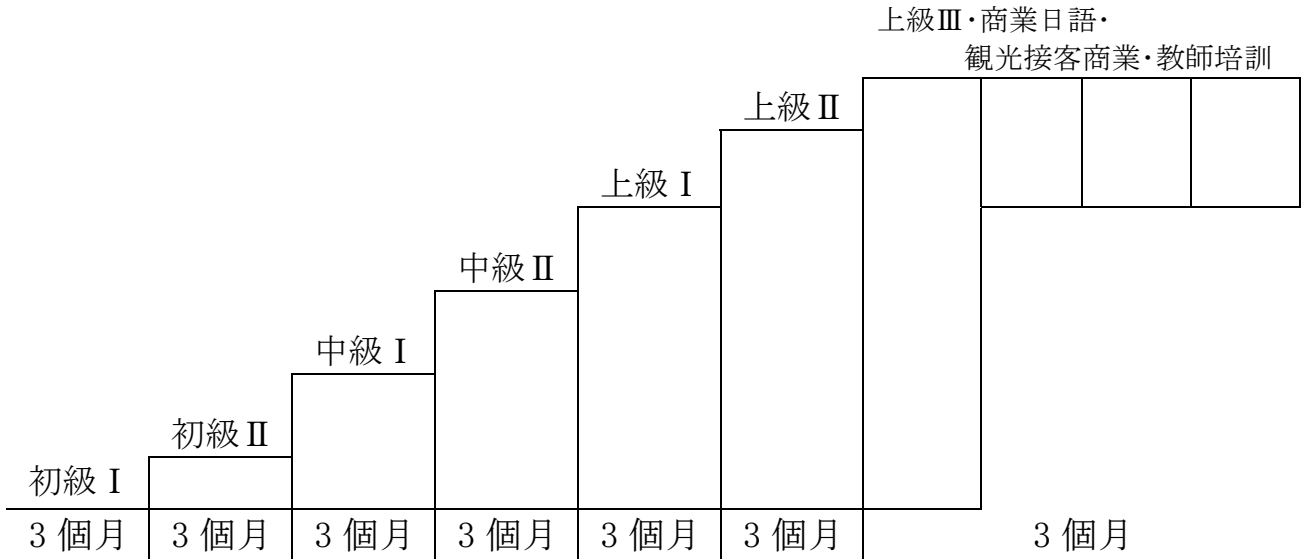 上級Ⅲ・商業日語・
観光接客商業・教師培訓
上級Ⅱ
上級Ⅰ
中級Ⅱ
中級Ⅰ
初級Ⅱ
初級Ⅰ
3個月 3個月 3個月 3個月 3個月 3個月 3個月